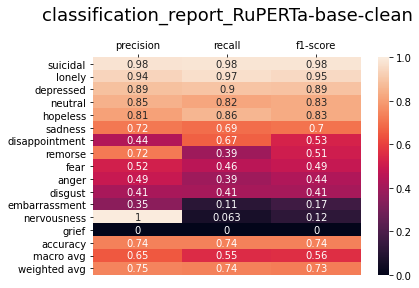 classification_report_RuPERTa-base-clean
precision recall f1-score
suicidal 0.98 0.98 0.98
lonely 0.94 0.97 0.95
depressed 0.89 0.9 0.89
neutral 0.85 0.82 0.83
hopeless 0.81 0.86 0.83
sadness 0.72 0.69 0.7
disappointment 0.44 0.67 0.53
remorse 0.72 0.39 0.51
fear 0.52 0.46 0.49
anger 0.49 0.39 0.44
disgust 0.41 0.41 0.41
embarrassment 0.35 0.11 0.17
nervousness 1 0.063 0.12
grief 0 0 0
accuracy 0.74 0.74 0.74
macro avg 0.65 0.55 0.56
weighted avg 0.75 0.74 0.73
1.0
0.8
0.6
0.4
0.2
0.0